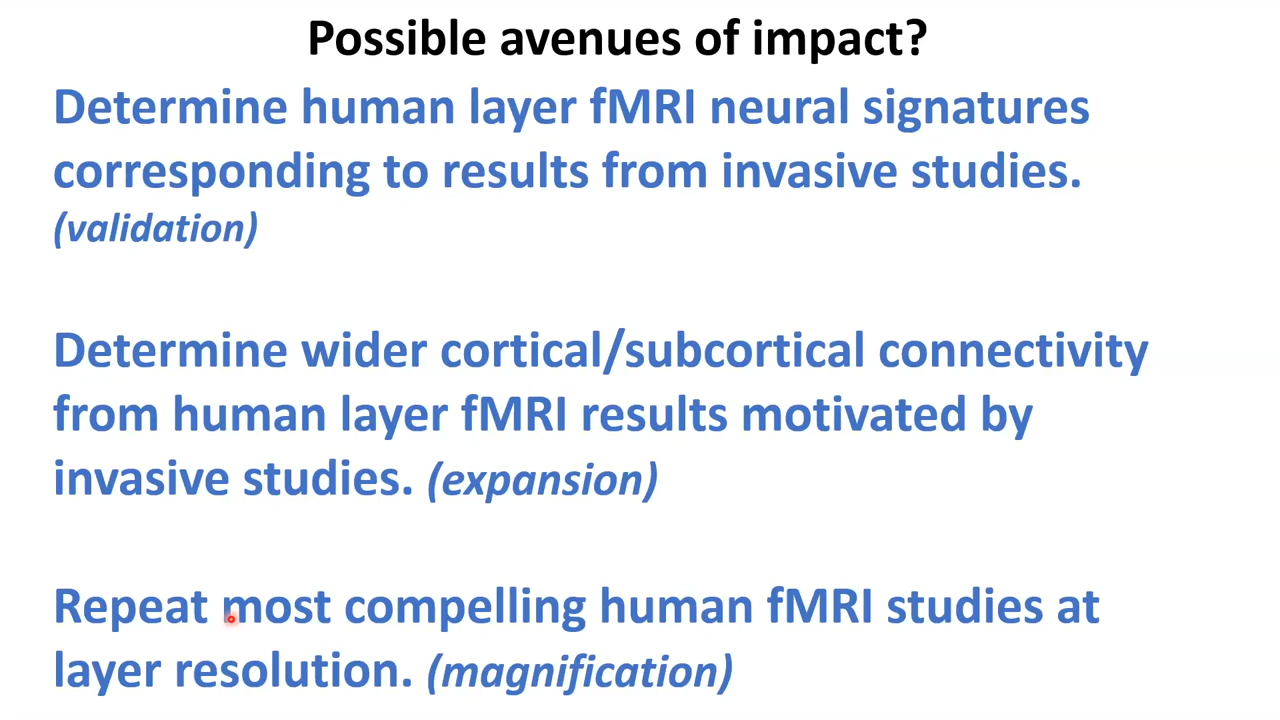 Possible avenues of impact?
Determine human layer fMRI neural signatures
corresponding to results from invasive studies.
(validation)
Determine wider cortical/subcortical connectivity
from human layer fMRI results motivated by
invasive studies. (expansion)
Repeat most compelling human fMRI studies at
layer resolution. (magnification)